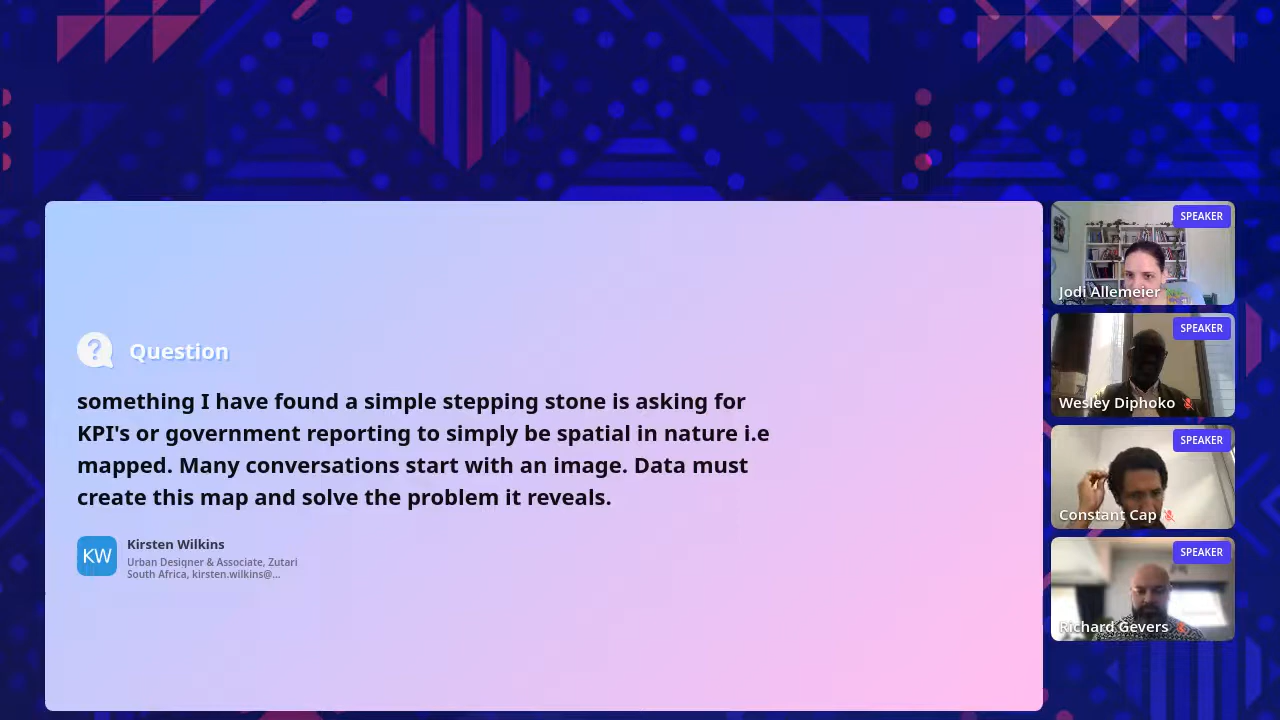 Question
something I have found a simple stepping stone is asking for
KPI's or government reporting to simply be spatial in nature i.e
mapped. Many conversations start with an image. Data must
create this map and solve the problem it reveals.
KW
Kirsten Wilkins
Urban Designer & Associate, Zutari
South Africa, kirsten.wilkins@...
SPEAKER
Jodi Allemeier
SPEAKER
Wesley Diphoko
SPEAKER
Constant Cap
SPEAKER
Richard Gevers